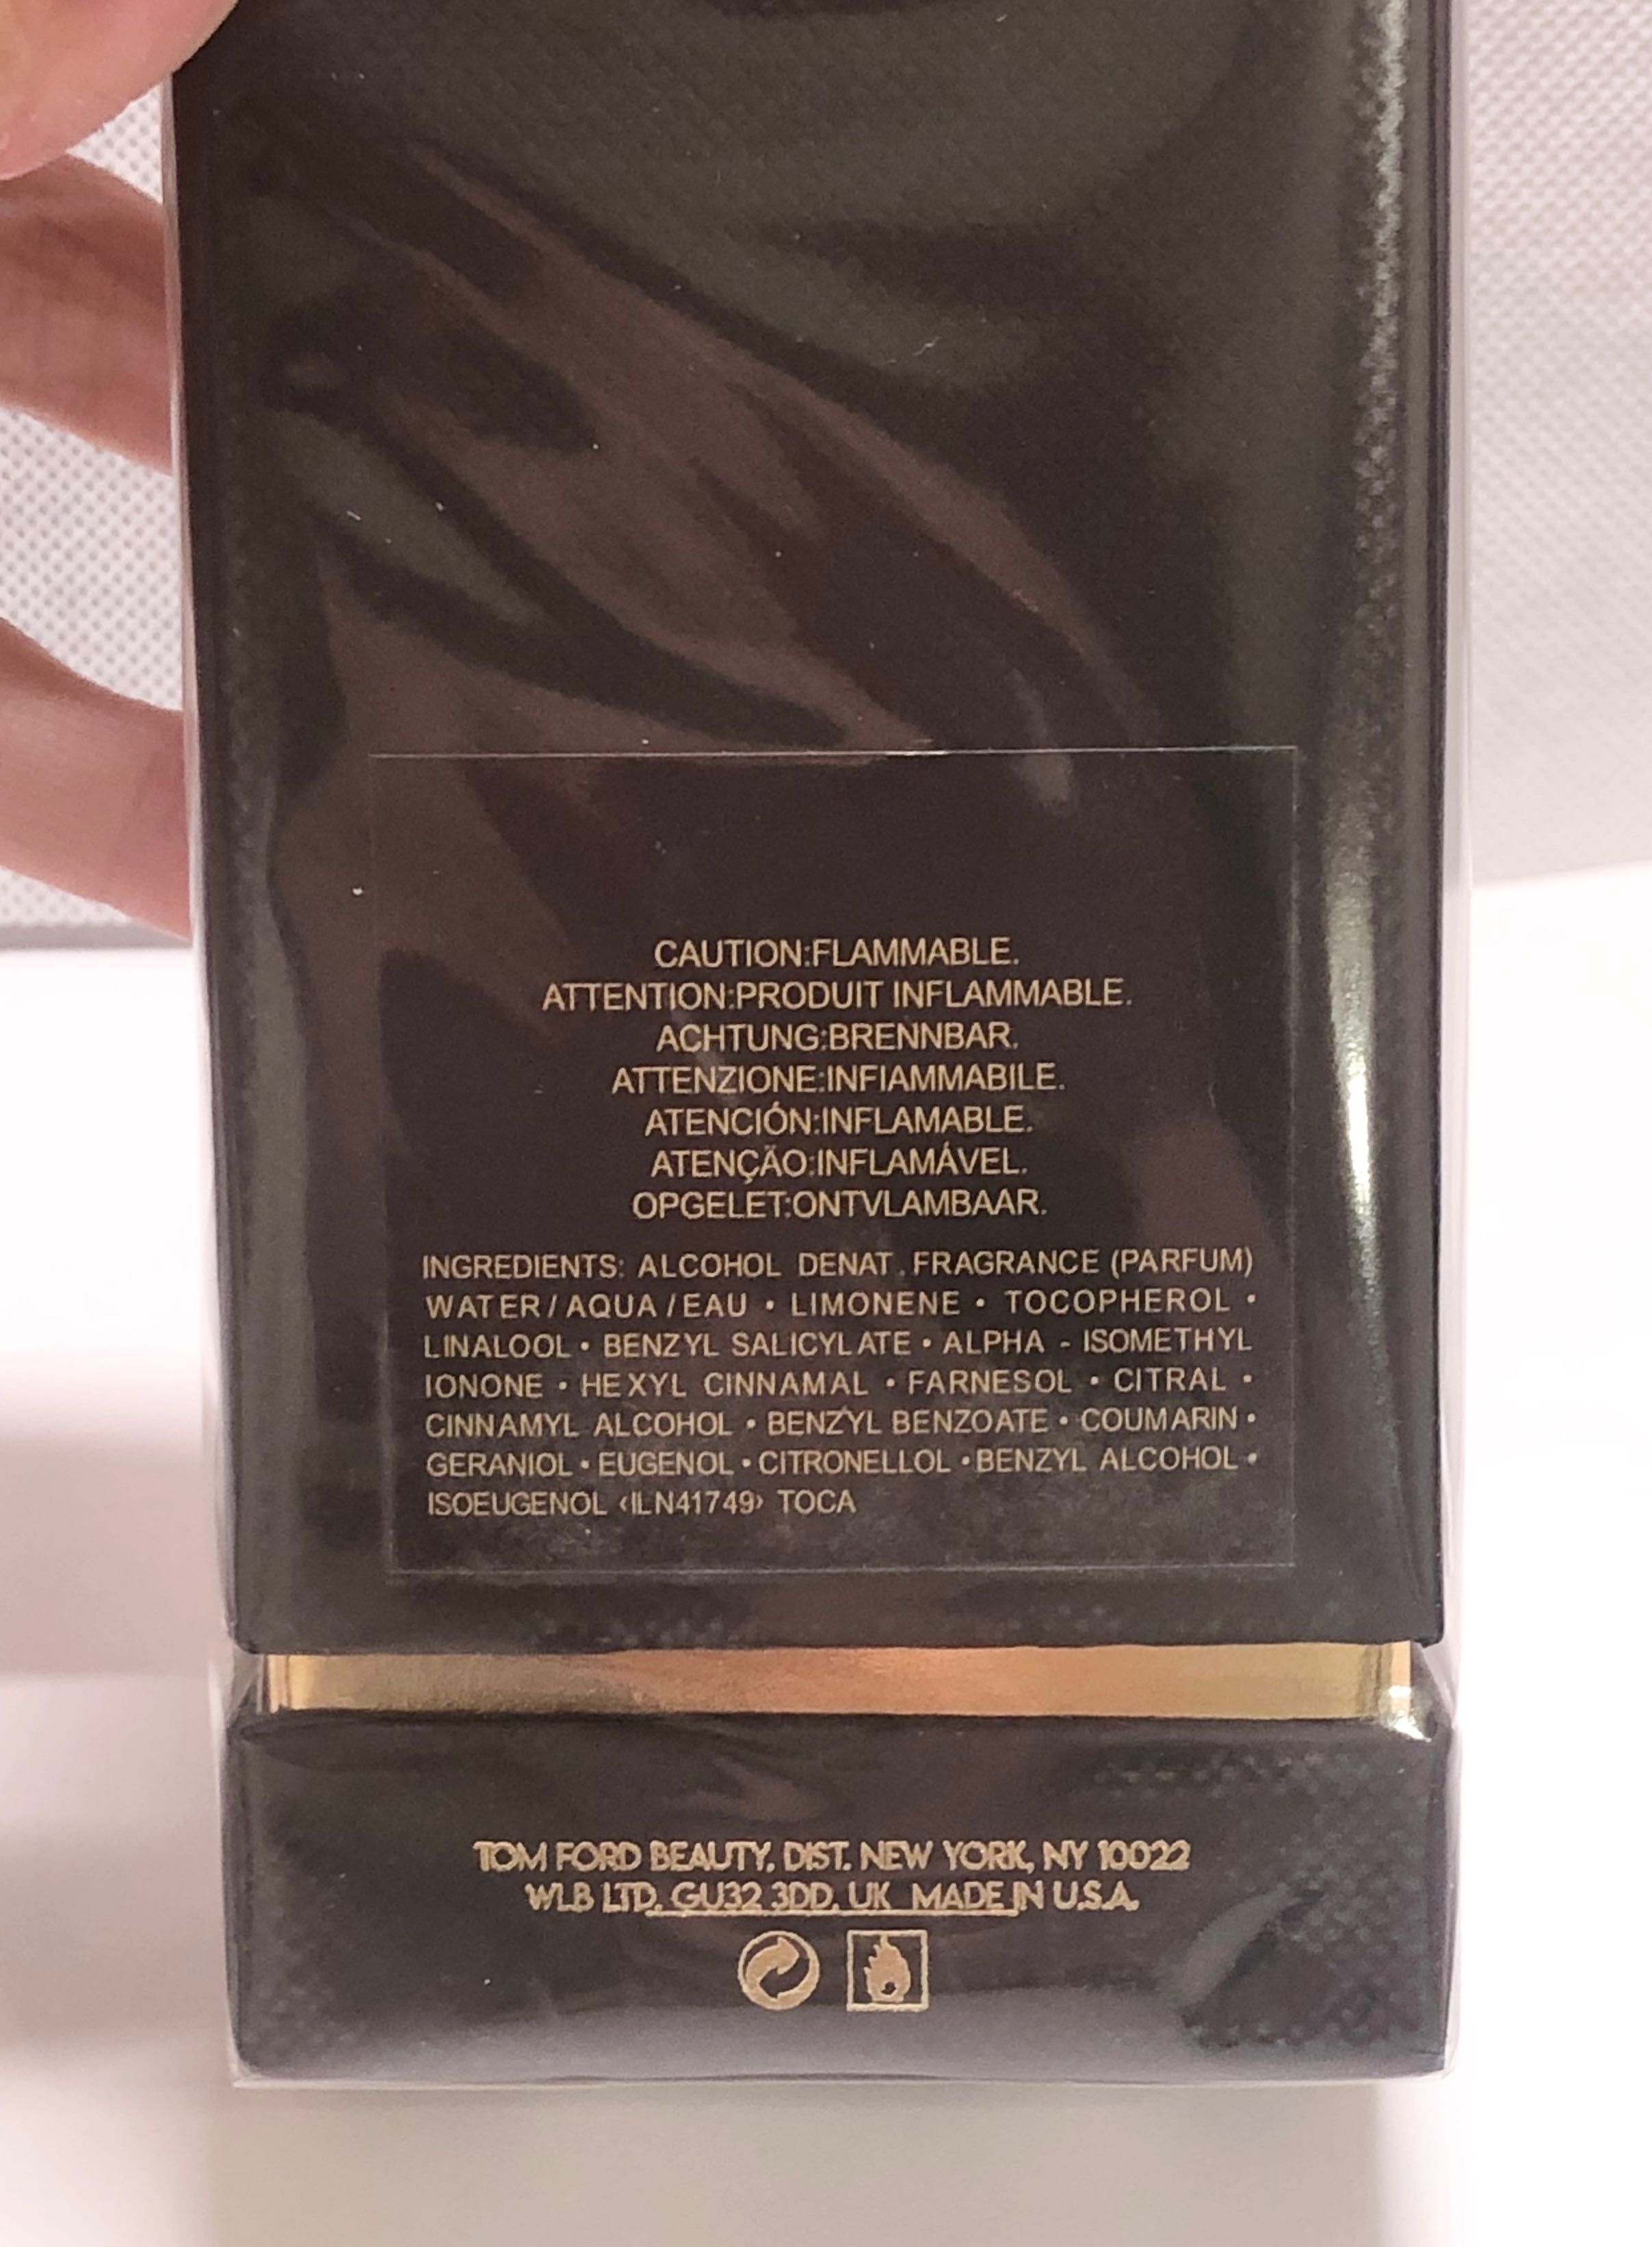 CAUTION:FLAMMABLE.
ATTENTION:PRODUIT INFLAMMABLE.
ACHTUNG:BRENNBAR.
ATTENZIONE:INFIAMMABILE.
ATENCIÓN:INFLAMABLE.
ATENÇÃO:INFLAMÁVEL.
OPGELET:ONTVLAMBAAR.
INGREDIENTS: ALCOHOL DENAT . FRAGRANCE (PARFUM)
WATER / AQUA / EAU • LIMONENE • TOCOPHEROL •
LINALOOL • BENZYL SALICYLATE • ALPHA - ISOMETHYL
IONONE • HEXYL CINNAMAL • FARNESOL • CITRAL •
CINNAMYL ALCOHOL • BENZYL BENZOATE • COUMARIN •
GERANIOL • EUGENOL • CITRONELLOL • BENZYL ALCOHOL •
ISOEUGENOL ‹ILN41749› TOCA
TOM FORD BEAUTY, DIST. NEW YORK, NY 10022
WLB LTD. GU32 3DD. UK MADE IN U.S.A.